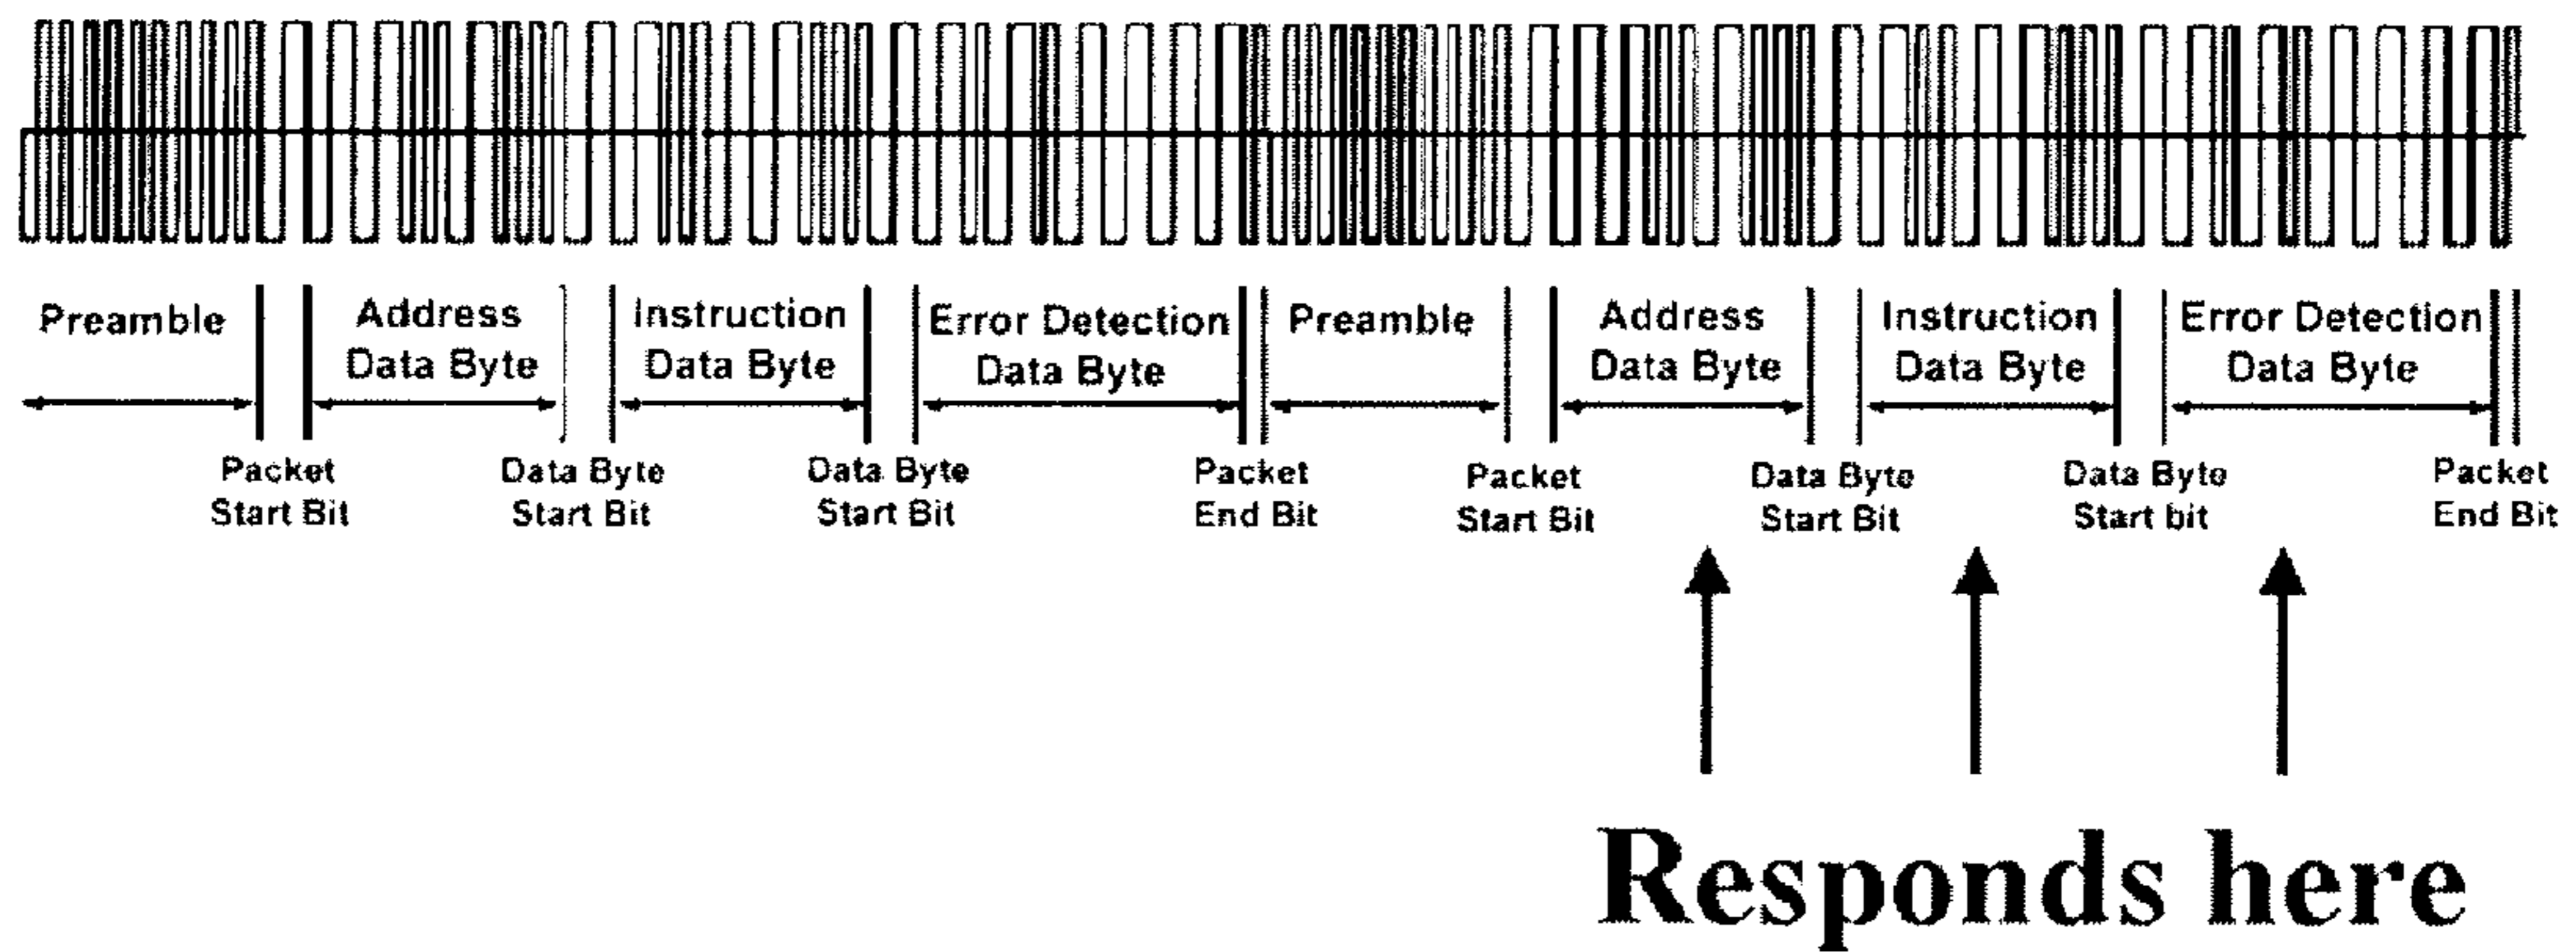 Preamble
Address
Data Byte
Instruction
Data Byte
Error Detection
Data Byte
Preamble
Address
Data Byte
Instruction
Data Byte
Error Detection
Data Byte
Packet
Start Bit
Data Byte
Start Bit
Data Byte
Start Bit
Packet
End Bit
Packet
Start Bit
Data Byte
Start Bit
Data Byte
Start bit
Packet
End Bit
Responds here